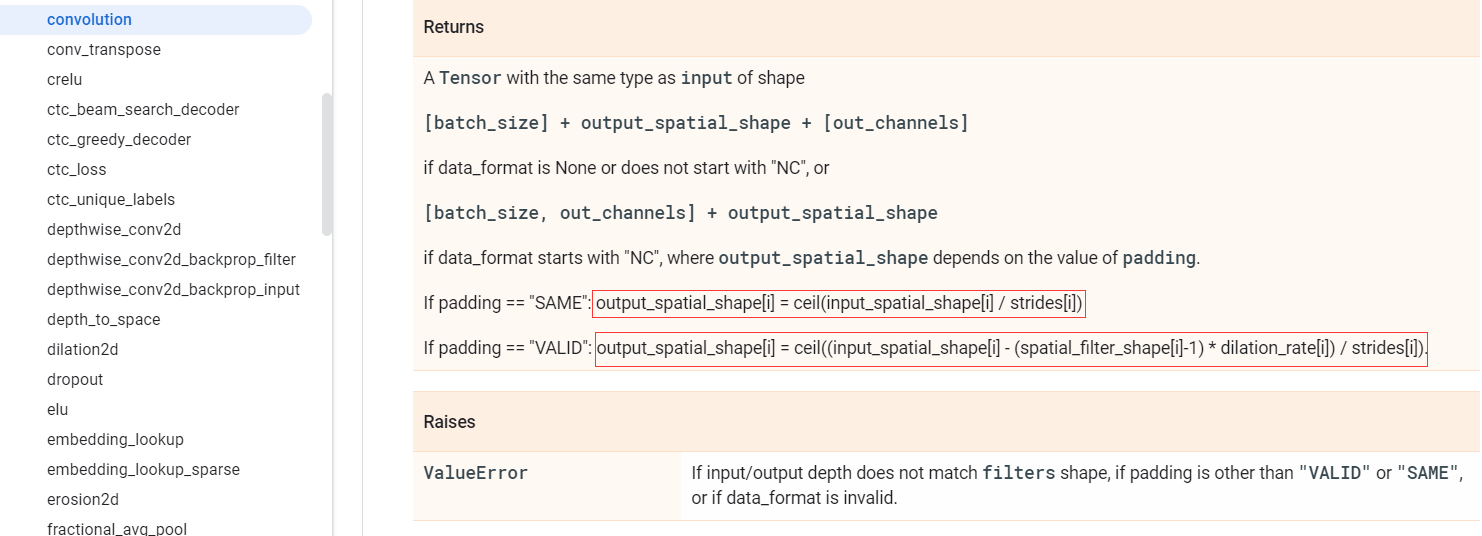 convolution
conv_transpose
crelu
ctc_beam_search_decoder
ctc_greedy_decoder
ctc_loss
ctc_unique_labels
depthwise_conv2d
depthwise_conv2d_backprop_filter
depthwise_conv2d_backprop_input
depth_to_space
dilation2d
dropout
elu
embedding_lookup
embedding_lookup_sparse
erosion2d
fractional_avg_pool
Returns
A Tensor with the same type as input of shape
[batch_size] + output_spatial_shape + [out_channels]
if data_format is None or does not start with "NC", or
[batch_size, out_channels] + output_spatial_shape
if data_format starts with "NC", where output_spatial_shape depends on the value of padding.
If padding == "SAME": output_spatial_shape[i] = ceil(input_spatial_shape[i] / strides[i])
If padding == "VALID": output_spatial_shape[i] = ceil((input_spatial_shape[i] - (spatial_filter_shape[i]-1) * dilation_rate[i]) / strides[i]).
Raises
ValueError
If input/output depth does not match filters shape, if padding is other than "VALID" or "SAME",
or if data_format is invalid.